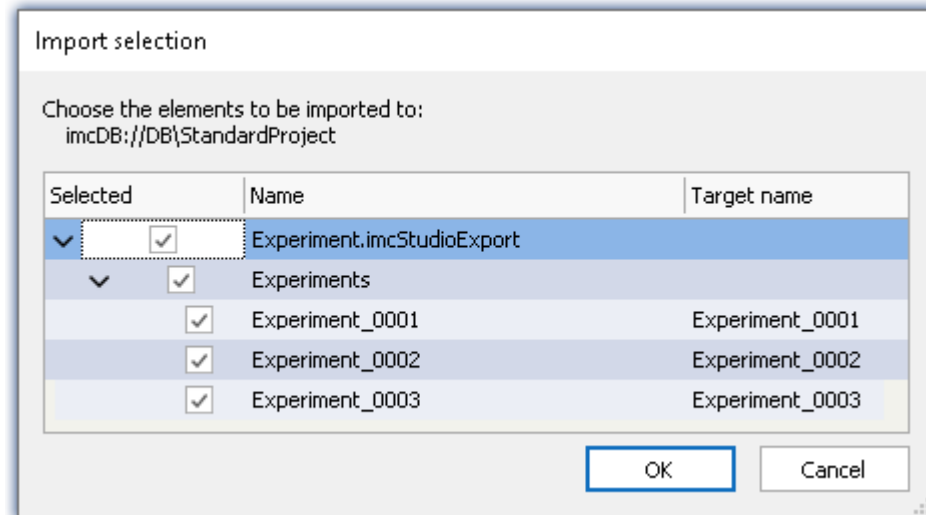 Import selection
Choose the elements to be imported to:
imcDB://DB\StandardProject
Selected Name Target name
Experiment.imcStudioExport
Experiments
Experiment_0001 Experiment_0001
Experiment_0002 Experiment_0002
Experiment_0003 Experiment_0003
OK Cancel